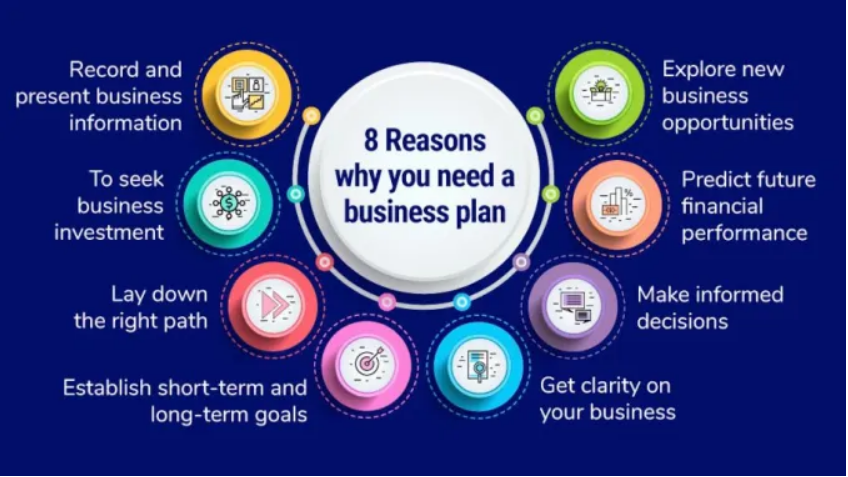 8 Reasons
why you need a
business plan
Record and
present business
information
To seek
business
investment
Lay down
the right path
Establish short-term and
long-term goals
Get clarity on
your business
Make informed
decisions
Predict future
financial
performance
Explore new
business
opportunities
$
%